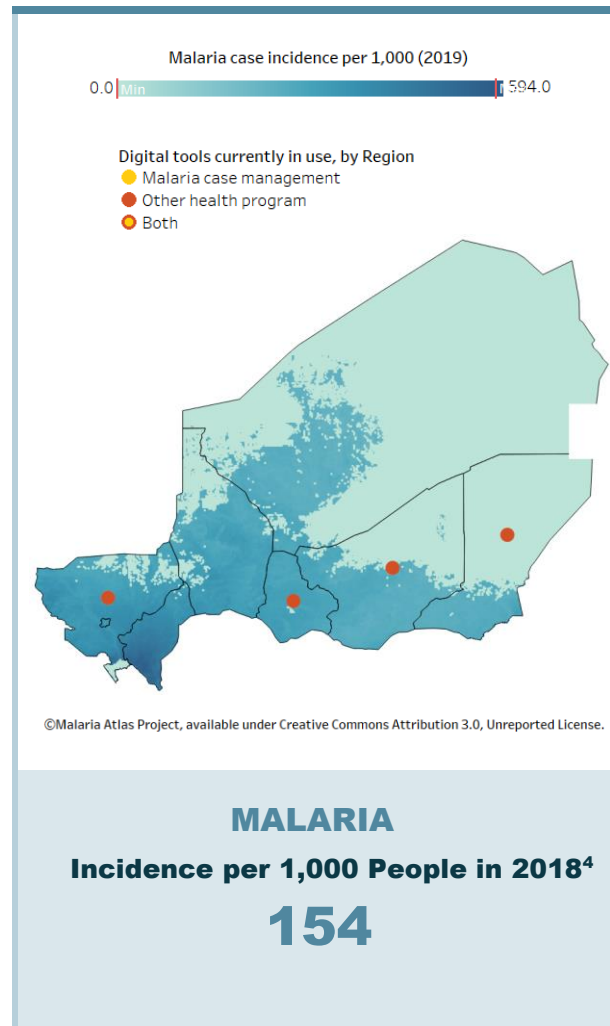 Malaria case incidence per 1,000 (2019)
0.0 Min 594.0
Digital tools currently in use, by Region
Malaria case management
Other health program
Both
©Malaria Atlas Project, available under Creative Commons Attribution 3.0, Unreported License.
MALARIA
Incidence per 1,000 People in 2018⁴
154